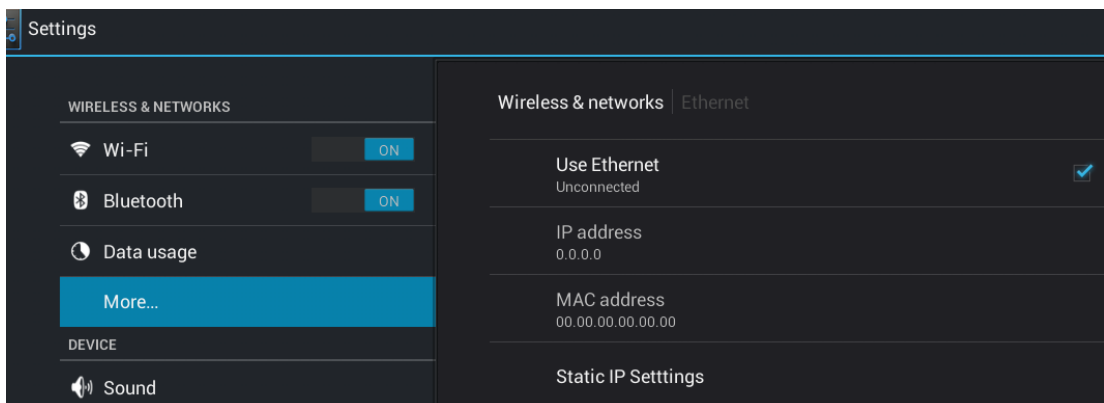 Settings
WIRELESS & NETWORKS
Wi-Fi ON
Bluetooth ON
Data usage
More...
DEVICE
Sound
Wireless & networks Ethernet
Use Ethernet
Unconnected
IP address
0.0.0.0
MAC address
00.00.00.00.00.00
Static IP Setttings